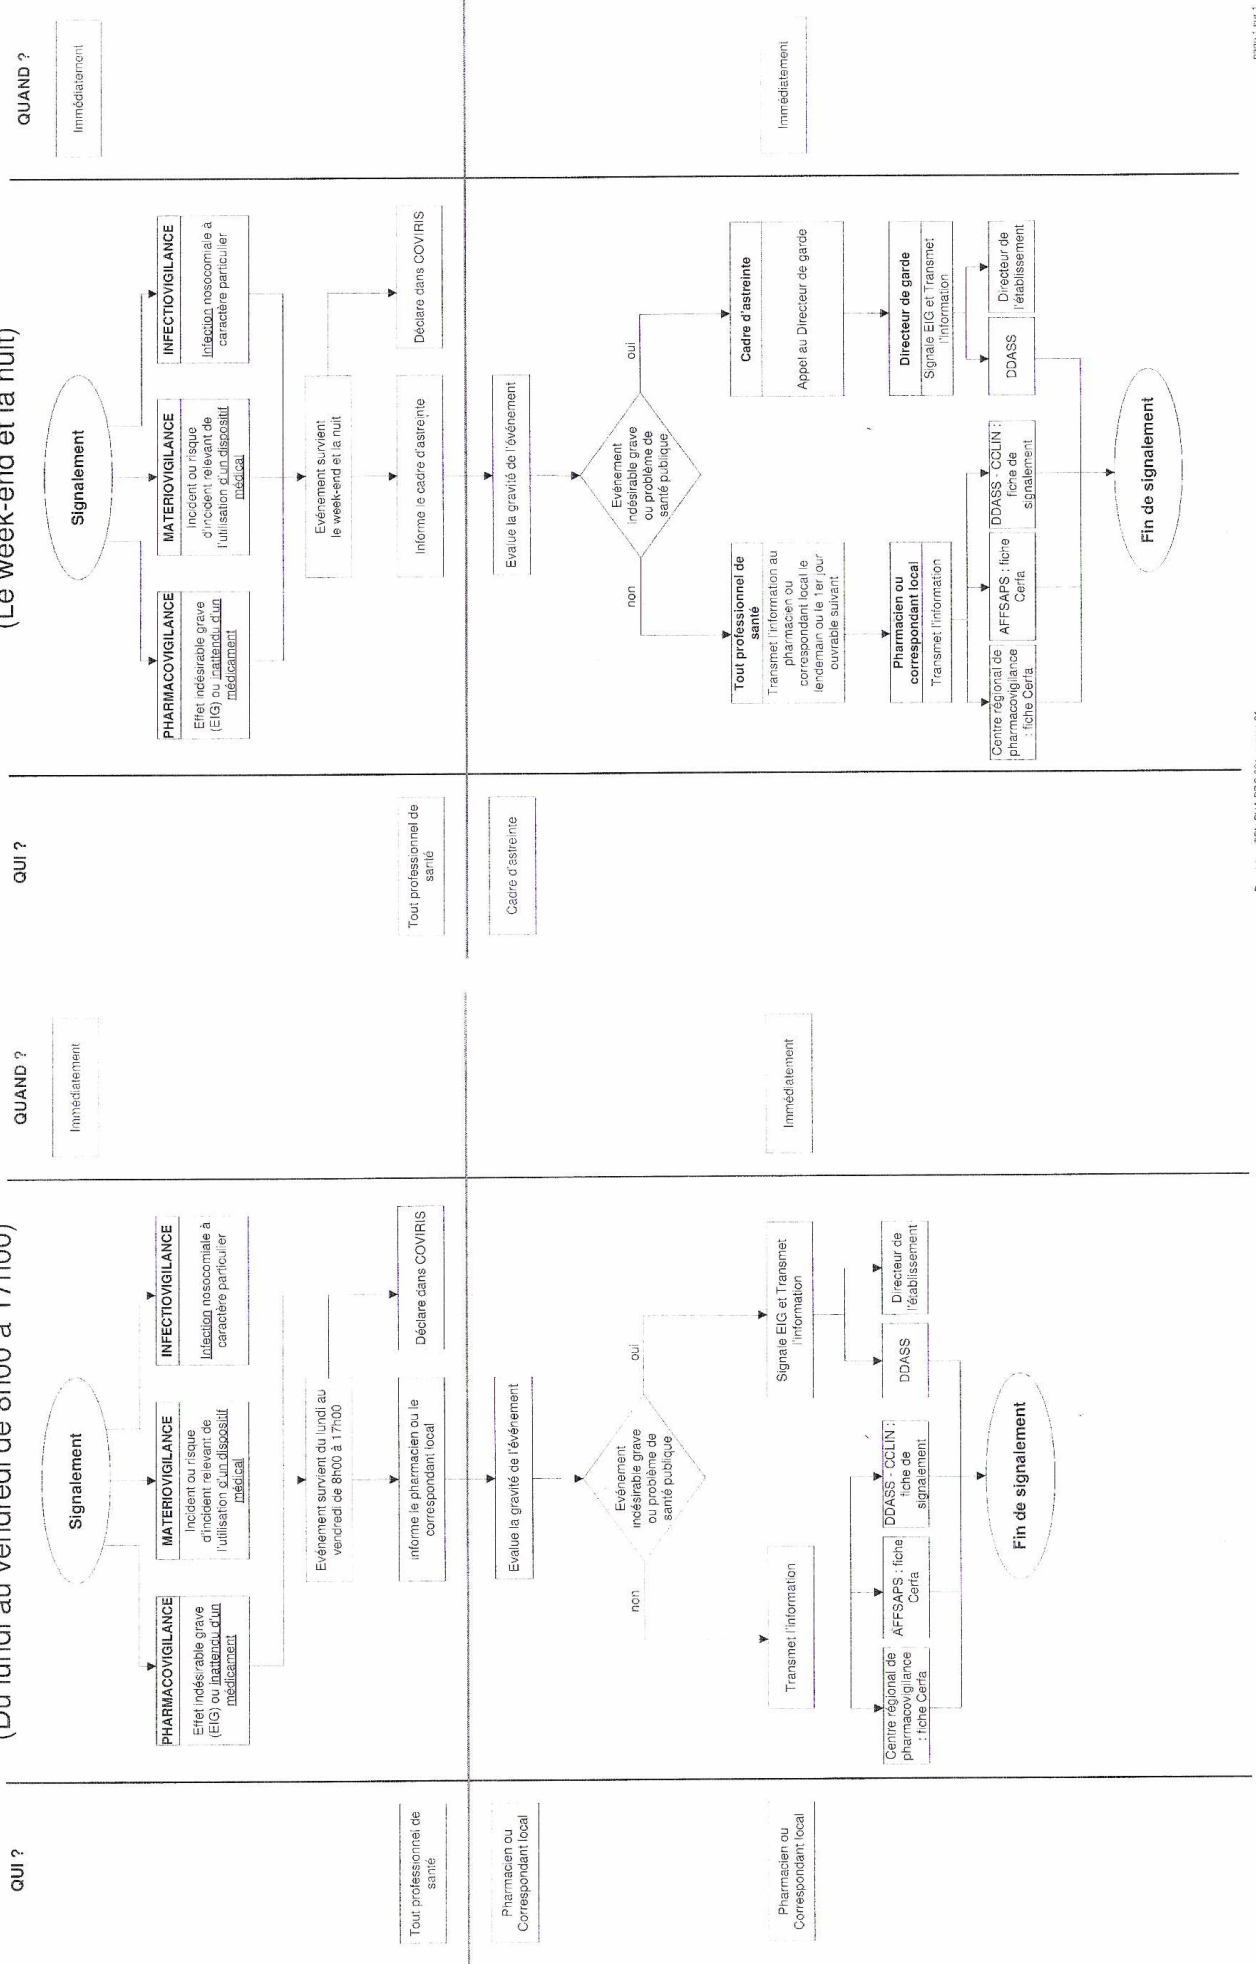 (Du lundi au vendredi de 8h00 à 17h00)
QUI ?
QUAND ?
Signalement
Immédiatement
PHARMACOVIGILANCE
Effet indésirable grave
(EIG) ou inattendu d'un
médicament
MATERIOVIGILANCE
Incident ou risque
d'incident relevant de
l'utilisation d'un dispositif
médical
INFECTIOVIGILANCE
Infection nosocomiale à
caractère particulier
Evénement survient du lundi au
vendredi de 8h00 à 17h00
Tout professionnel de
santé
Informe le pharmacien ou le
correspondant local
Déclare dans COVIRIS
Pharmacien ou
Correspondant local
Evalue la gravité de l'événement
Evénement
indésirable grave
ou problème de
santé publique
non
oui
Pharmacien ou
Correspondant local
Transmet l'information
Signale EIG et Transmet
l'information
Immédiatement
Centre régional de
pharmacovigilance
: fiche Cerfa
AFFSAPS : fiche
Cerfa
DDASS - CCLIN :
fiche de
signalement
DDASS
Directeur de
l'établissement
Fin de signalement
(Le week-end et la nuit)
QUI ?
QUAND ?
Signalement
Immédiatement
PHARMACOVIGILANCE
Effet indésirable grave
(EIG) ou inattendu d'un
médicament
MATERIOVIGILANCE
Incident ou risque
d'incident relevant de
l'utilisation d'un dispositif
médical
INFECTIOVIGILANCE
Infection nosocomiale à
caractère particulier
Evénement survient
le week-end et la nuit
Tout professionnel de
santé
Informe le cadre d'astreinte
Déclare dans COVIRIS
Cadre d'astreinte
Evalue la gravité de l'événement
Evénement
indésirable grave
ou problème de
santé publique
non
oui
Tout professionnel de
santé
Transmet l'information au
pharmacien ou
correspondant local le
lendemain ou le 1er jour
ouvrable suivant
Cadre d'astreinte
Appel au Directeur de garde
Immédiatement
Pharmacien ou
correspondant local
Transmet l'information
Directeur de garde
Signale EIG et Transmet
l'information
Centre régional de
pharmacovigilance
: fiche Cerfa
AFFSAPS : fiche
Cerfa
DDASS - CCLIN :
fiche de
signalement
DDASS
Directeur de
l'établissement
Fin de signalement